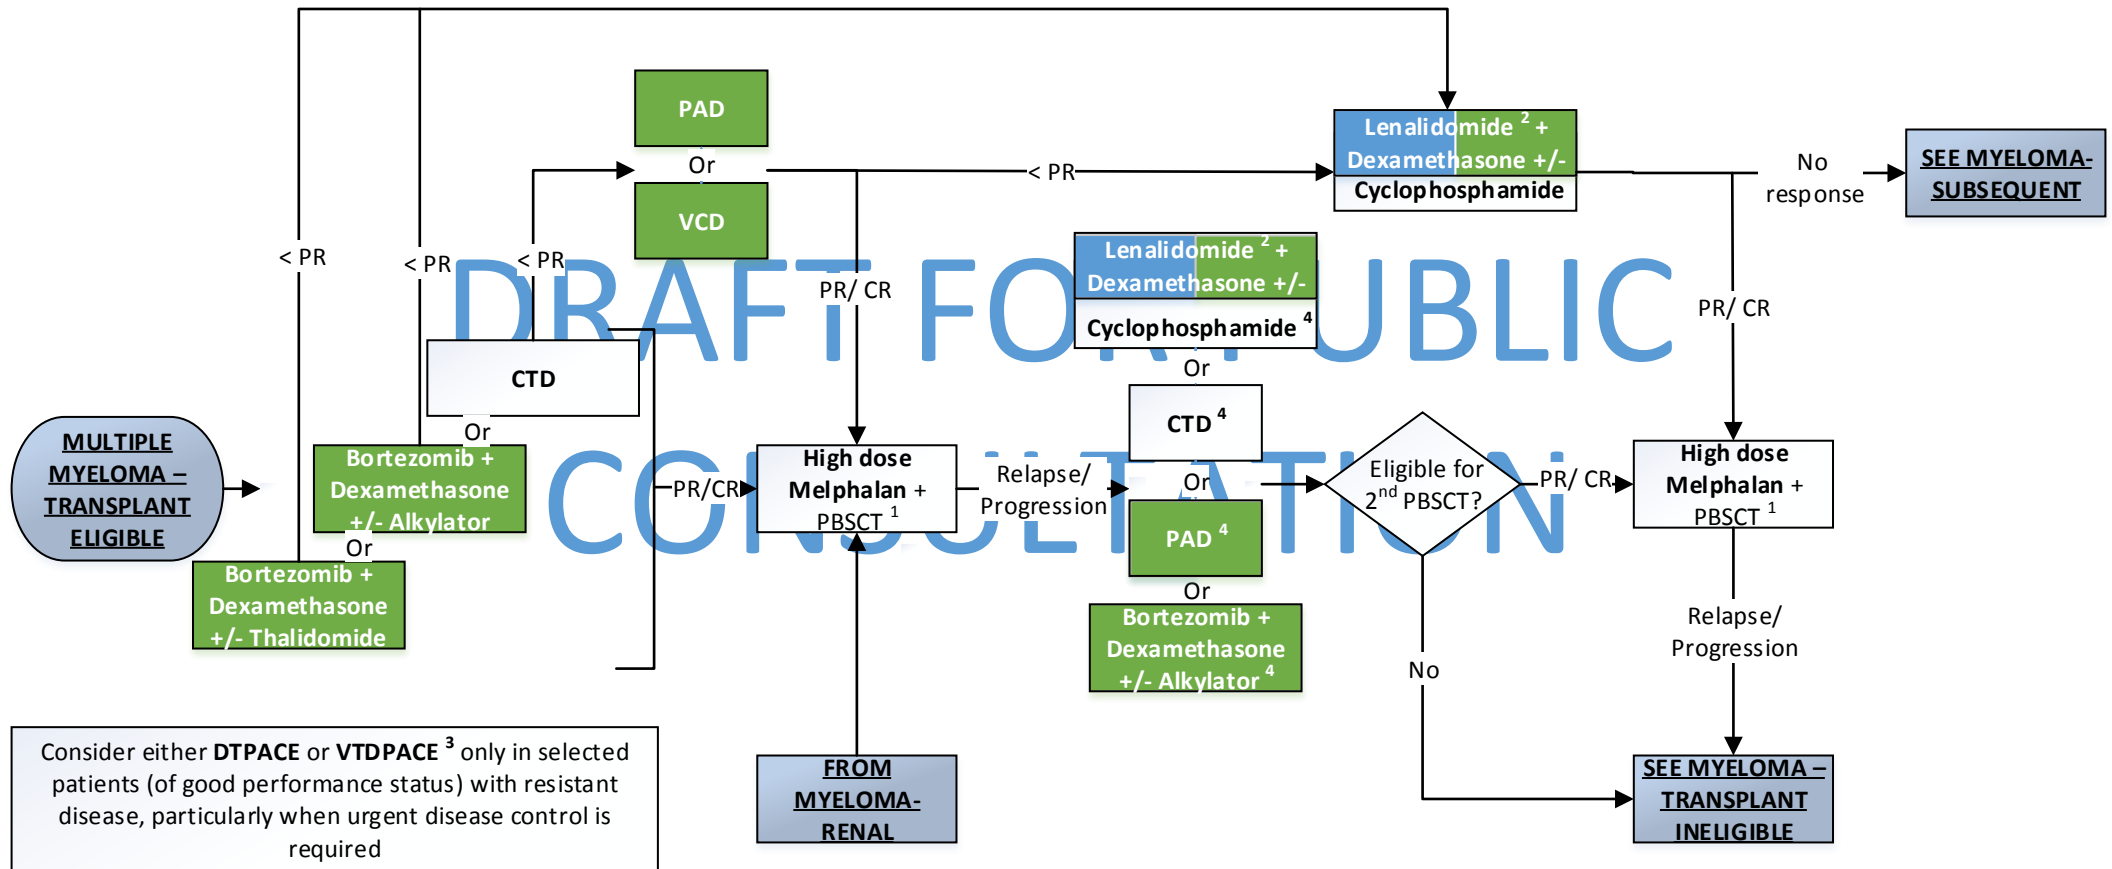 PAD
Or
VCD
< PR
Lenalidomide 2 +
Dexamethasone +/-
Cyclophosphamide
No
response
SEE MYELOMA-
SUBSEQUENT
< PR
< PR
< PR
PR/ CR
PR/ CR
DRAFT FOR PUBLIC
CONSULTATION
Lenalidomide 2 +
Dexamethasone +/-
Cyclophosphamide 4
Or
CTD 4
Or
PAD 4
Or
Bortezomib +
Dexamethasone
+/- Alkylator 4
CTD
Or
Bortezomib +
Dexamethasone
+/- Alkylator
Or
Bortezomib +
Dexamethasone
+/- Thalidomide
MULTIPLE
MYELOMA –
TRANSPLANT
ELIGIBLE
PR/CR
High dose
Melphalan +
PBSCT 1
Relapse/
Progression
Eligible for
2nd PBSCT?
PR/ CR
High dose
Melphalan +
PBSCT 1
No
Relapse/
Progression
Consider either DTPACE or VTDPACE 3 only in selected
patients (of good performance status) with resistant
disease, particularly when urgent disease control is
required
FROM
MYELOMA-
RENAL
SEE MYELOMA –
TRANSPLANT
INELIGIBLE